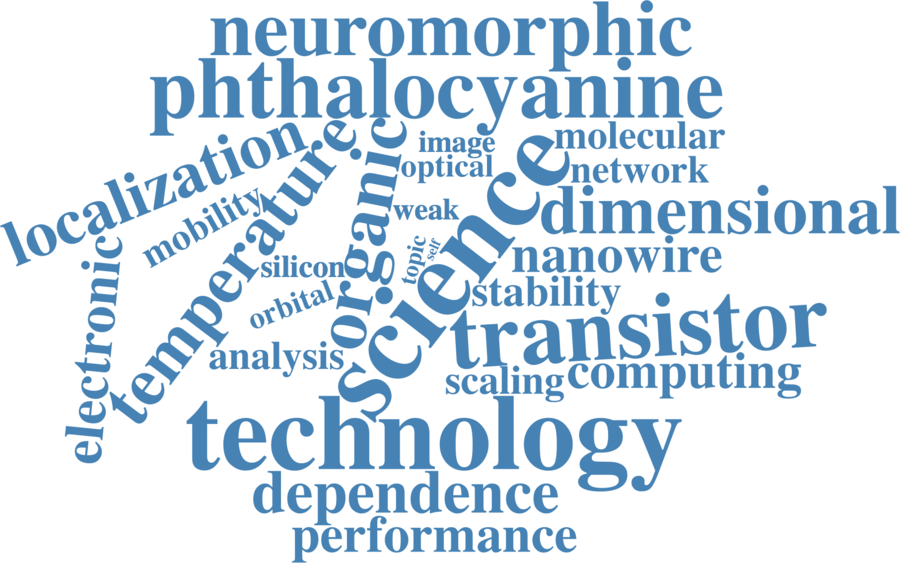 neuromorphic
phthalocyanine
localization
temperature
organic
image
optical
science
molecular
network
mobility
weak
dimensional
electronic
silicon
topic
self
nanowire
orbital
stability
analysis
transistor
scaling
computing
technology
dependence
performance